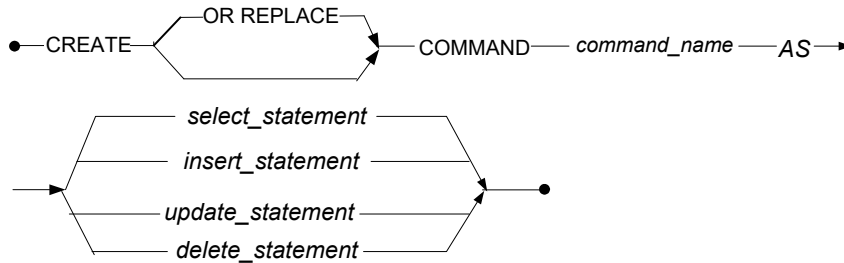 OR REPLACE
CREATE COMMAND command_name AS
select_statement
insert_statement
update_statement
delete_statement